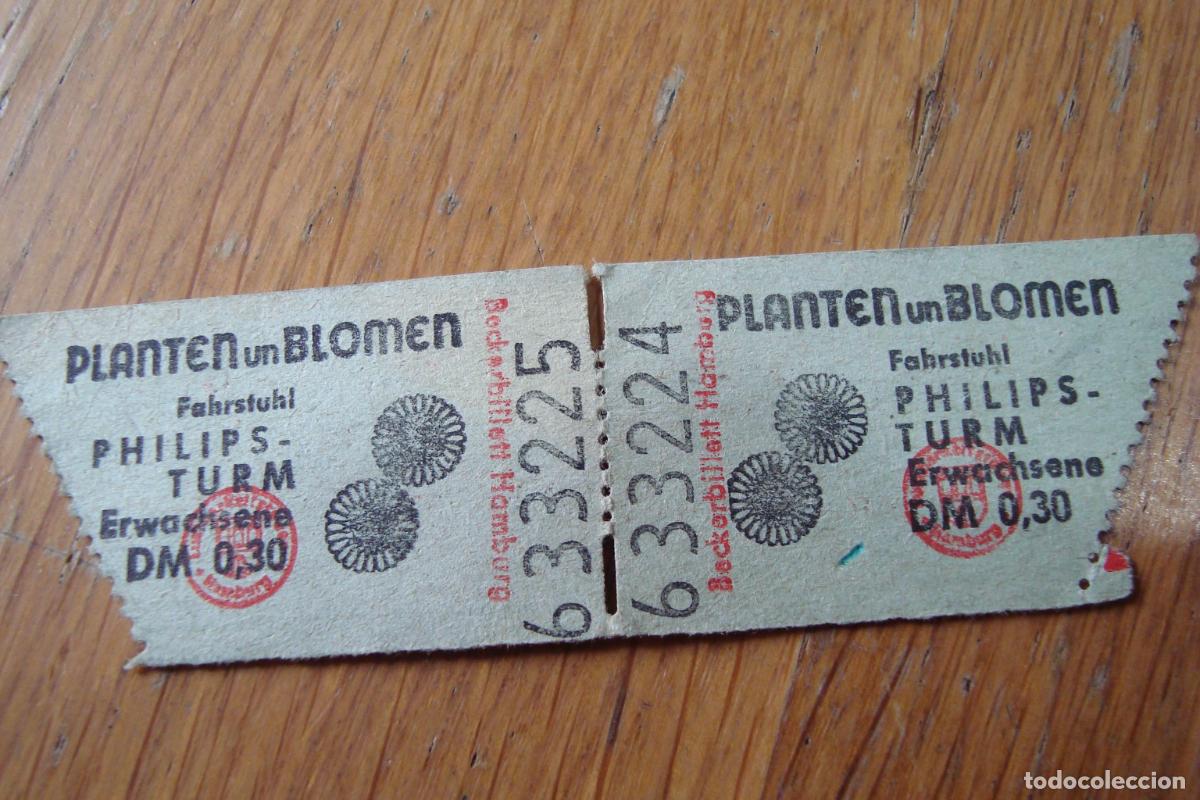 PLANTEN un BLOMEN
Fahrstuhl
PHILIPS-
TURM
Erwachsene
DM 0,30
Beckerbillett Hamburg
633225
633224
Beckerbillett Hamburg
PLANTEN un BLOMEN
Fahrstuhl
PHILIPS-
TURM
Erwachsene
DM 0,30
Hamburg
todocoleccion